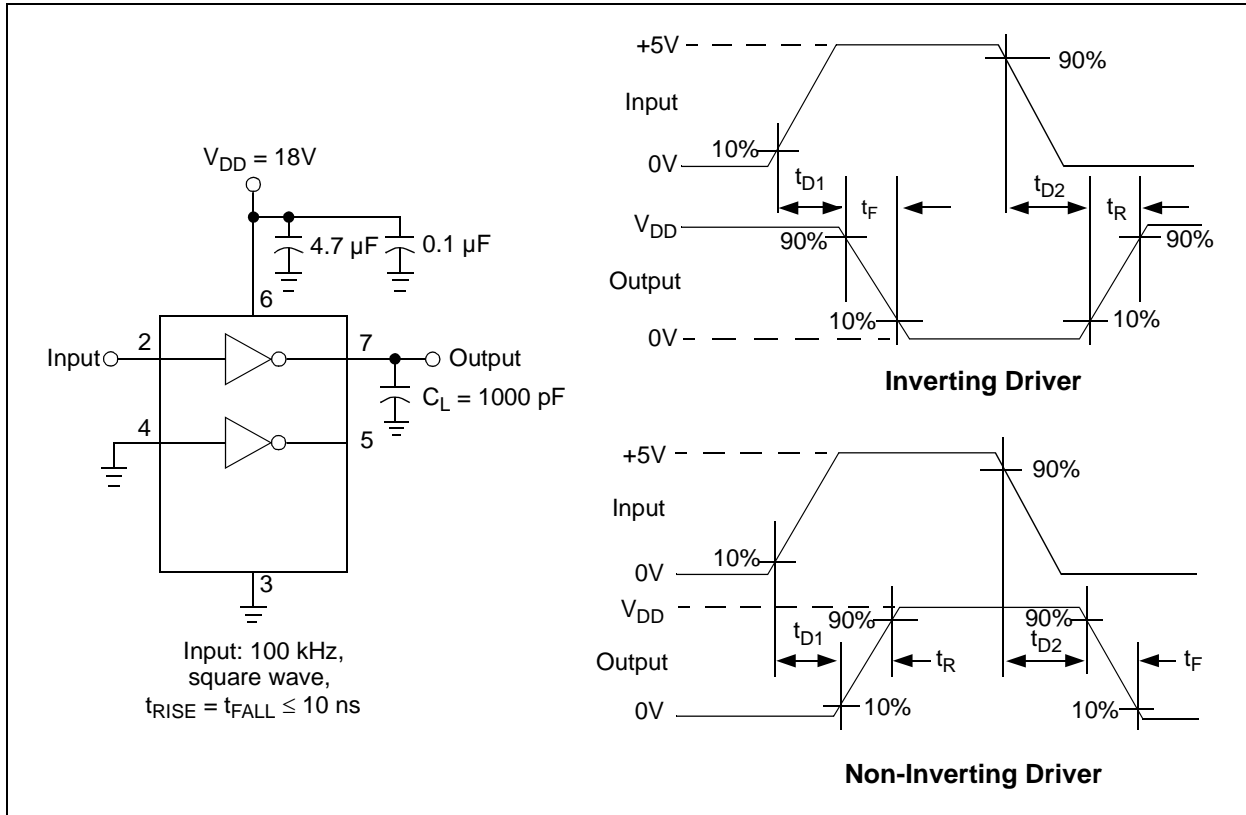 V_DD = 18V
4.7 µF
0.1 µF
6
Input
2
7
Output
C_L = 1000 pF
4
5
3
Input: 100 kHz,
square wave,
t_RISE = t_FALL ≤ 10 ns
+5V
90%
Input
10%
0V
t_D1
t_D2
t_F
t_R
V_DD
90%
90%
Output
10%
10%
0V
Inverting Driver
+5V
90%
Input
10%
0V
V_DD
90%
90%
t_D1
t_D2
Output
t_R
t_F
10%
10%
0V
Non-Inverting Driver